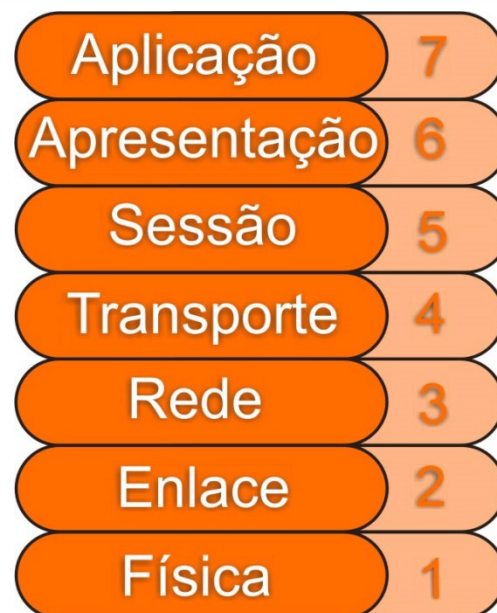 Aplicação 7
Apresentação 6
Sessão 5
Transporte 4
Rede 3
Enlace 2
Física 1